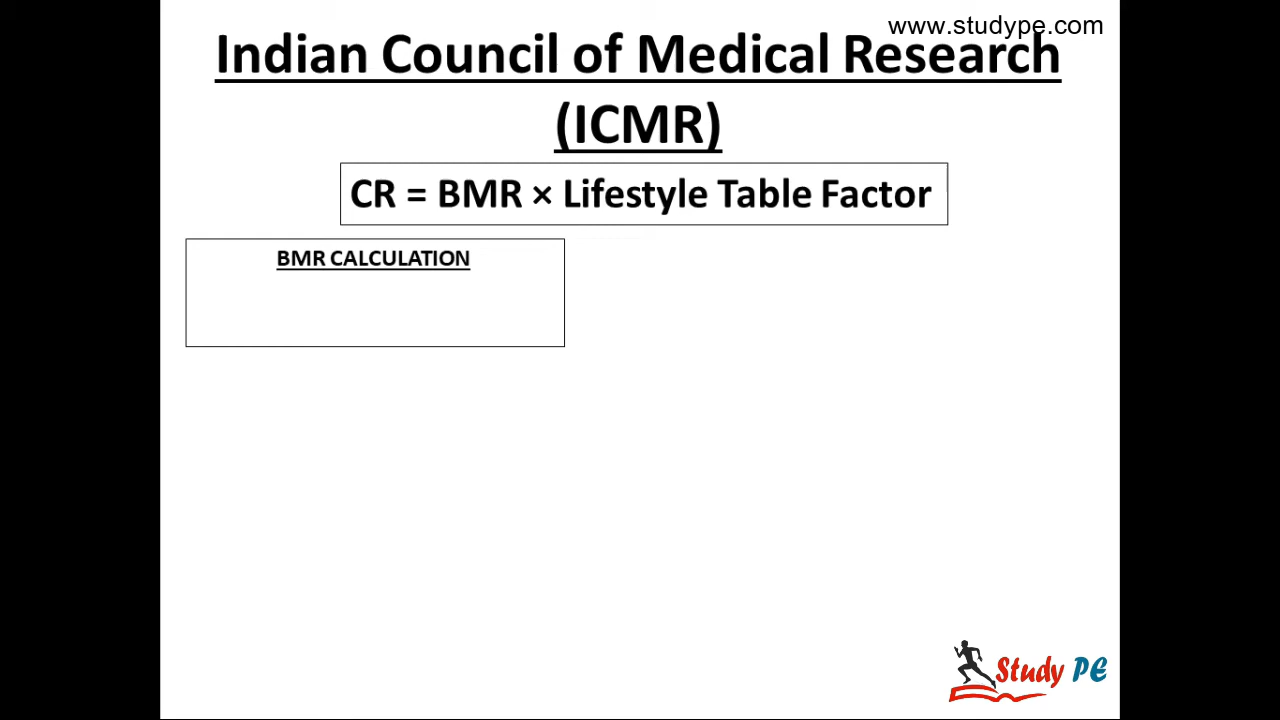 www.studype.com
Indian Council of Medical Research
(ICMR)
CR = BMR × Lifestyle Table Factor
BMR CALCULATION
Study PE